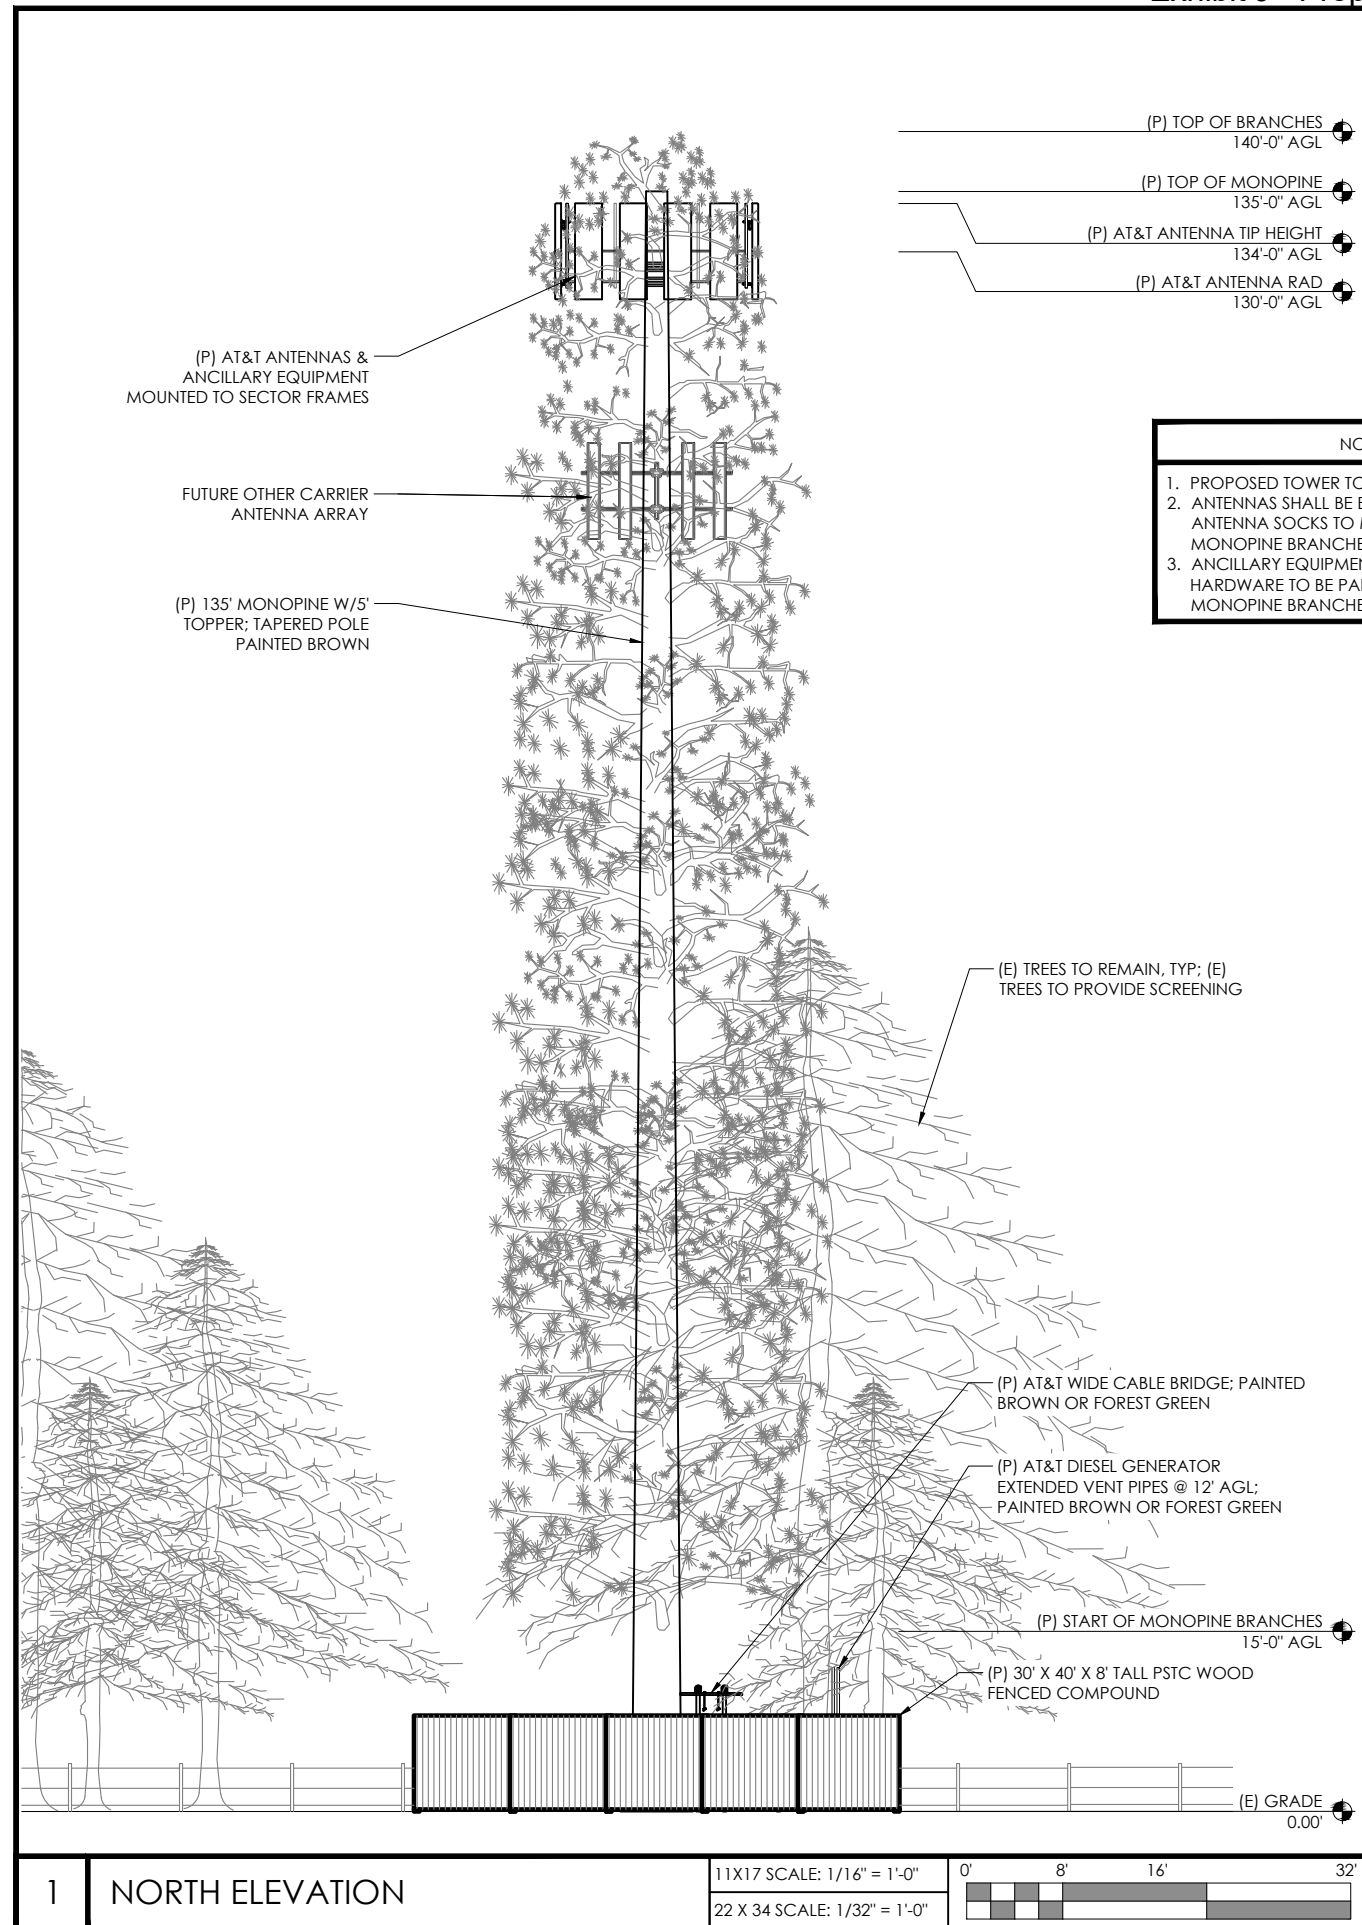 (P) TOP OF BRANCHES
140'-0" AGL
(P) TOP OF MONOPINE
135'-0" AGL
(P) AT&T ANTENNA TIP HEIGHT
134'-0" AGL
(P) AT&T ANTENNA RAD
130'-0" AGL
(P) AT&T ANTENNAS &
ANCILLARY EQUIPMENT
MOUNTED TO SECTOR FRAMES
FUTURE OTHER CARRIER
ANTENNA ARRAY
(P) 135' MONOPINE W/5'
TOPPER; TAPERED POLE
PAINTED BROWN
1. PROPOSED TOWER
2. ANTENNAS SHALL BE
ANTENNA SOCKS TO
MONOPINE
3. ANCILLARY
HARDWARE TO BE
MONOPINE
(E) TREES TO REMAIN, TYP; (E)
TREES TO PROVIDE SCREENING
(P) AT&T WIDE CABLE BRIDGE; PAINTED
BROWN OR FOREST GREEN
(P) AT&T DIESEL GENERATOR
EXTENDED VENT PIPES @ 12' AGL;
PAINTED BROWN OR FOREST GREEN
(P) START OF MONOPINE BRANCHES
15'-0" AGL
(P) 30' X 40' X 8' TALL PSTC WOOD
FENCED COMPOUND
(E) GRADE
0.00'
1 NORTH ELEVATION
11X17 SCALE: 1/16" = 1'-0"
22 X 34 SCALE: 1/32" = 1'-0"
0' 8' 16' 32'